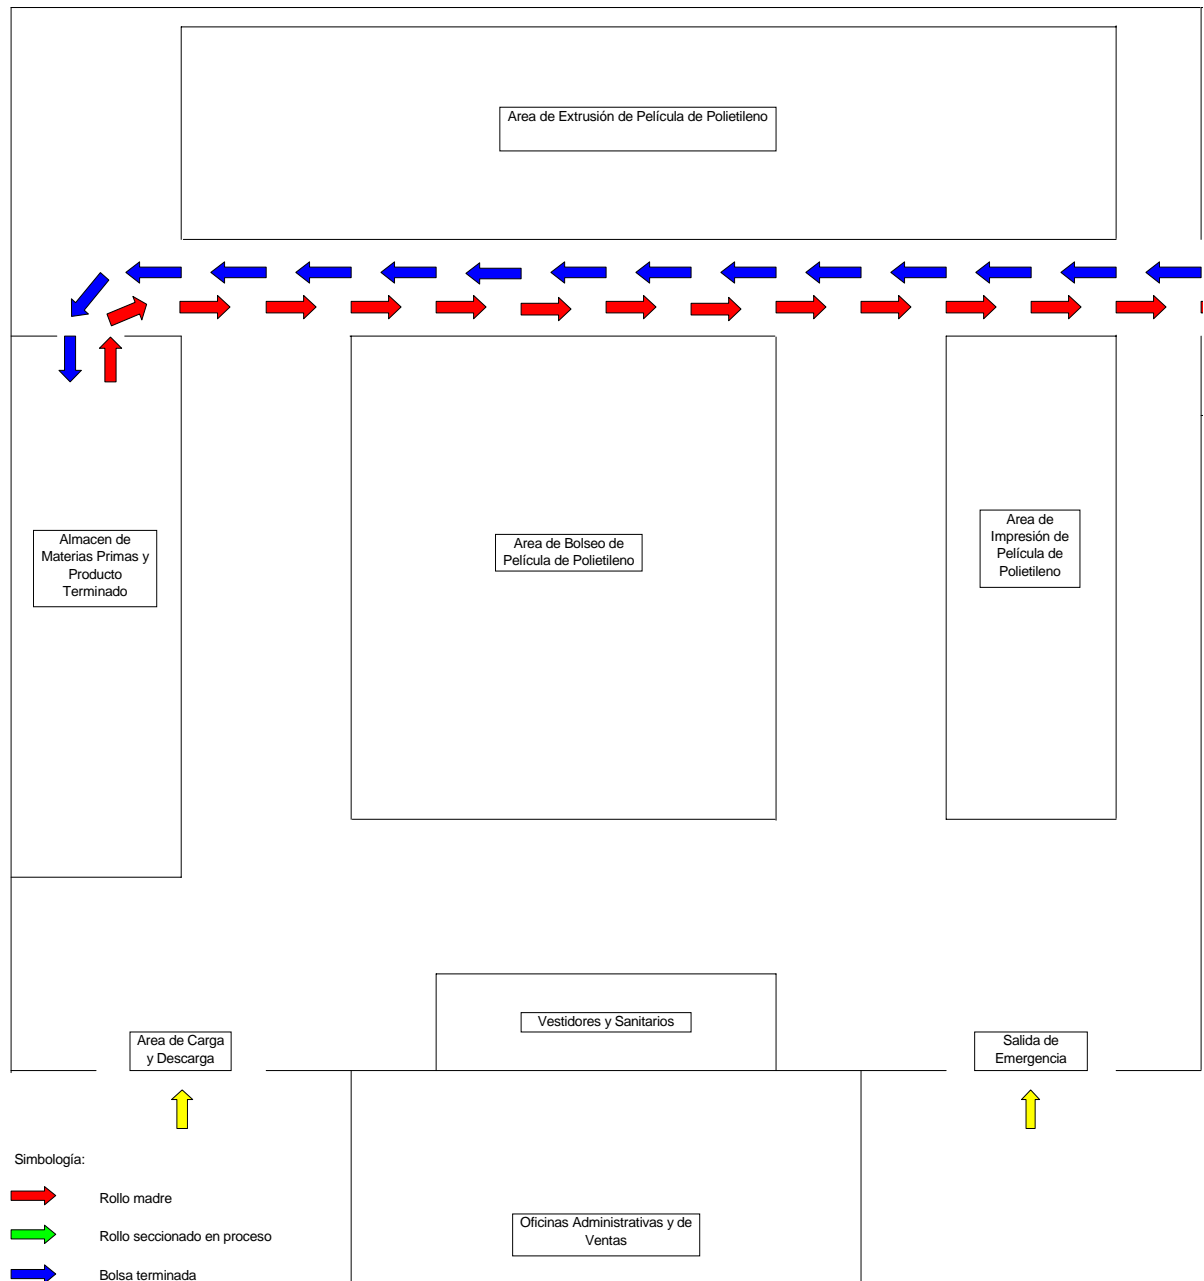 Area de Extrusión de Película de Polietileno
Almacen de
Materias Primas y
Producto
Terminado
Area de Bolseo de
Película de Polietileno
Area de
Impresión de
Película de
Polietileno
Vestidores y Sanitarios
Area de Carga
y Descarga
Salida de
Emergencia
Simbología:
Rollo madre
Rollo seccionado en proceso
Bolsa terminada
Oficinas Administrativas y de
Ventas